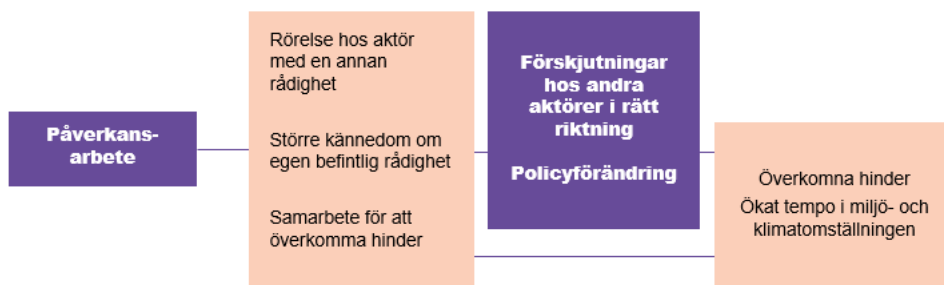 Påverkans-
arbete
Rörelse hos aktör
med en annan
rådighet
Större kännedom om
egen befintlig rådighet
Samarbete för att
överkomma hinder
Förskjutningar
hos andra
aktörer i rätt
riktning
Policyförändring
Överkomna hinder
Ökat tempo i miljö- och
klimatomställningen